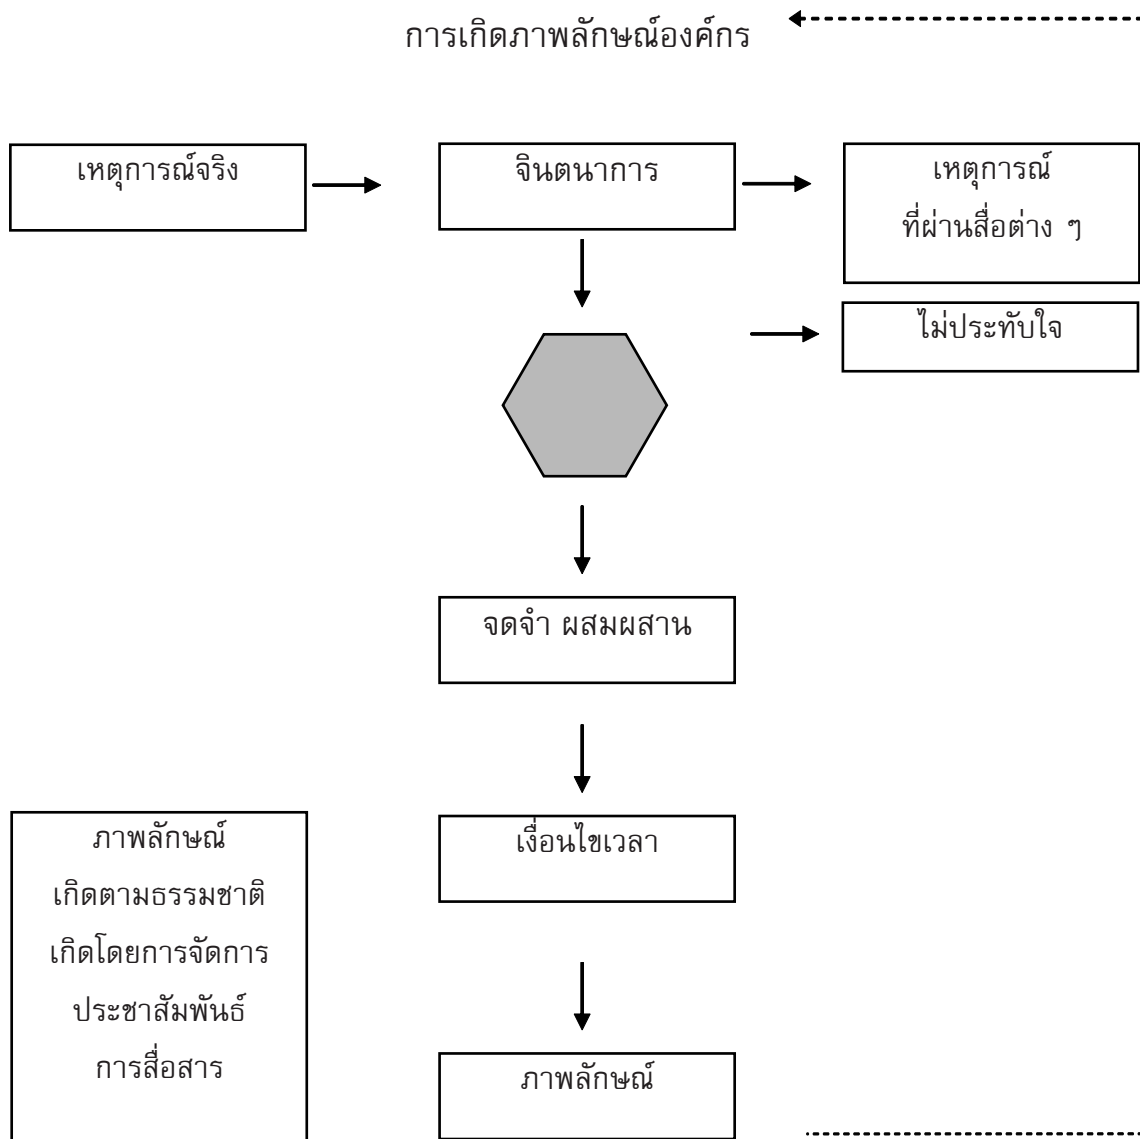 การเกิดภาพลักษณ์องค์กร
เหตุการณ์จริง
จินตนาการ
เหตุการณ์
ที่ผ่านสื่อต่าง ๆ
ไม่ประทับใจ
จดจำ ผสมผสาน
เงื่อนไขเวลา
ภาพลักษณ์
เกิดตามธรรมชาติ
เกิดโดยการจัดการ
ประชาสัมพันธ์
การสื่อสาร
ภาพลักษณ์